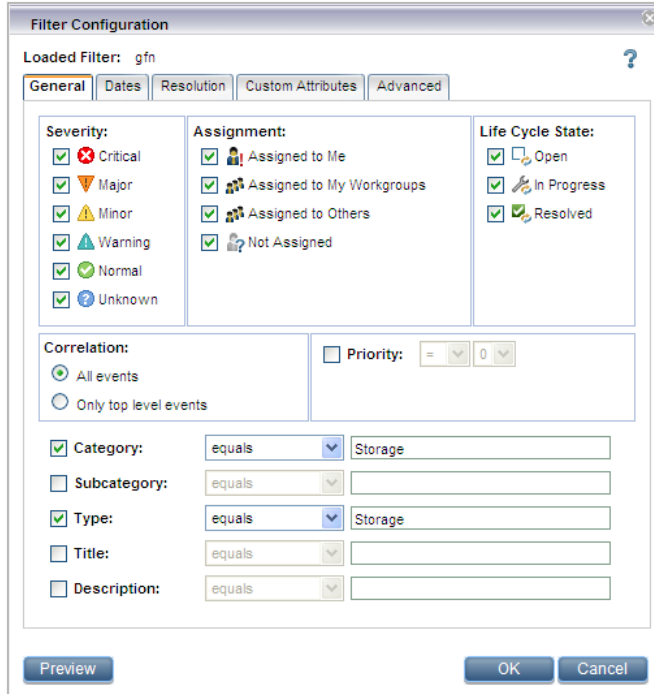 Filter Configuration
Loaded Filter: gfn
?
General Dates Resolution Custom Attributes Advanced
Severity:
Critical
Major
Minor
Warning
Normal
Unknown
Assignment:
Assigned to Me
Assigned to My Workgroups
Assigned to Others
Not Assigned
Life Cycle State:
Open
In Progress
Resolved
Correlation:
All events
Only top level events
Priority: = 0
Category: equals Storage
Subcategory: equals
Type: equals Storage
Title: equals
Description: equals
Preview OK Cancel